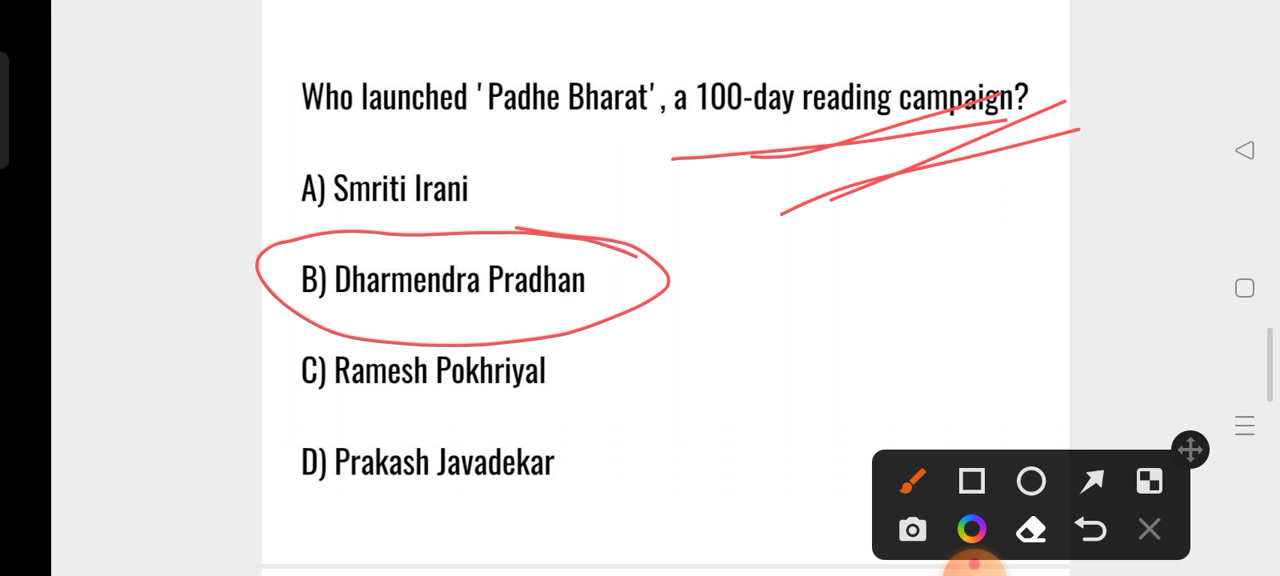 Who launched 'Padhe Bharat', a 100-day reading campaign?
A) Smriti Irani
B) Dharmendra Pradhan
C) Ramesh Pokhriyal
D) Prakash Javadekar